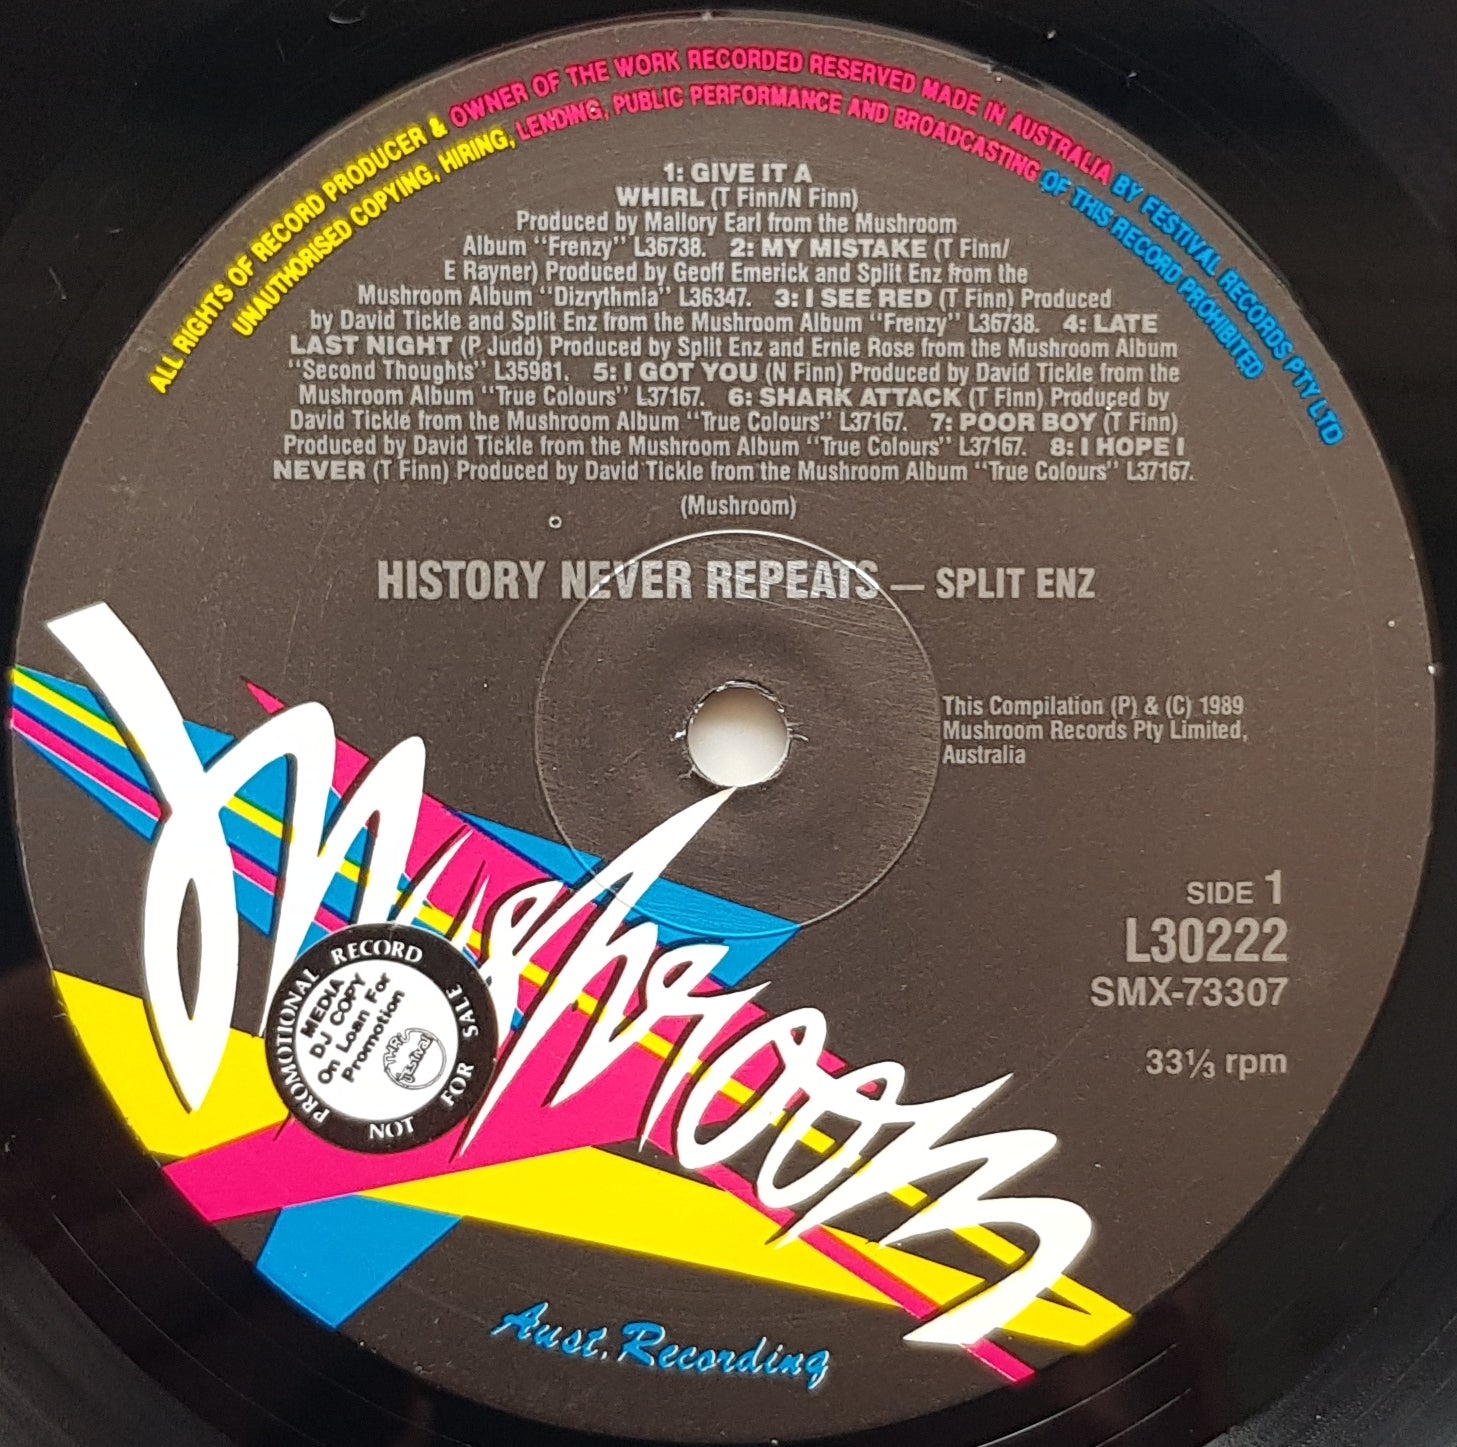 ALL RIGHTS OF RECORD PRODUCER & OWNER OF THE WORK RECORDED RESERVED MADE IN AUSTRALIA BY FESTIVAL RECORDS PTY LTD
UNAUTHORISED COPYING, HIRING, LENDING, PUBLIC PERFORMANCE AND BROADCASTING OF THIS RECORD PROHIBITED
1: GIVE IT A
WHIRL (T Finn/N Finn)
Produced by Mallory Earl from the Mushroom
Album "Frenzy" L36738. 2: MY MISTAKE (T Finn/
E Rayner) Produced by Geoff Emerick and Split Enz from the
Mushroom Album "Dizrythmia" L36347. 3: I SEE RED (T Finn) Produced
by David Tickle and Split Enz from the Mushroom Album "Frenzy" L36738. 4: LATE
LAST NIGHT (P Judd) Produced by Split Enz and Ernie Rose from the Mushroom Album
"Second Thoughts" L35981. 5: I GOT YOU (N Finn) Produced by David Tickle from the
Mushroom Album "True Colours" L37167. 6: SHARK ATTACK (T Finn) Produced by
David Tickle from the Mushroom Album "True Colours" L37167. 7: POOR BOY (T Finn)
Produced by David Tickle from the Mushroom Album "True Colours" L37167. 8: I HOPE I
NEVER (T Finn) Produced by David Tickle from the Mushroom Album "True Colours" L37167.
(Mushroom)
HISTORY NEVER REPEATS — SPLIT ENZ
This Compilation (P) & (C) 1989
Mushroom Records Pty Limited,
Australia
SIDE 1
L30222
SMX-73307
33⅓ rpm
Mushroom
PROMOTIONAL RECORD
NOT FOR SALE
MEDIA
DJ COPY
On Loan For
Promotion
Festival
Aust. Recording